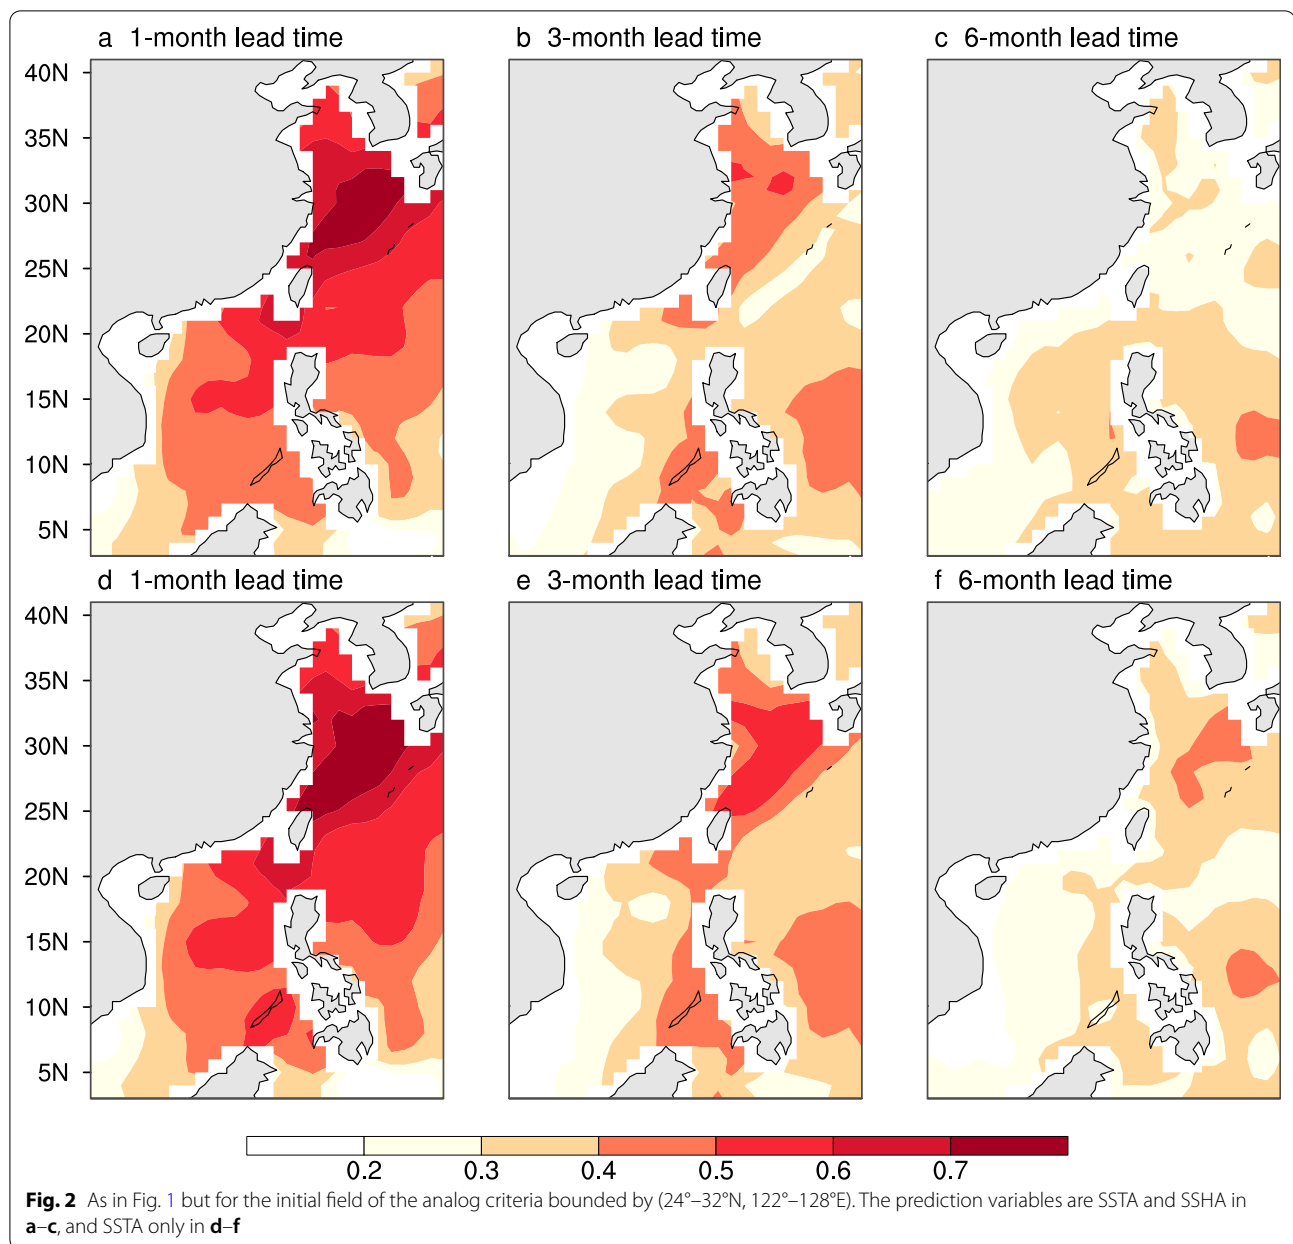 a 1-month lead time
b 3-month lead time
c 6-month lead time
40N
35N
30N
25N
20N
15N
10N
5N
d 1-month lead time
e 3-month lead time
f 6-month lead time
40N
35N
30N
25N
20N
15N
10N
5N
0.2 0.3 0.4 0.5 0.6 0.7
Fig. 2 As in Fig. 1 but for the initial field of the analog criteria bounded by (24°–32°N, 122°–128°E). The prediction variables are SSTA and SSHA in
a–c, and SSTA only in d–f